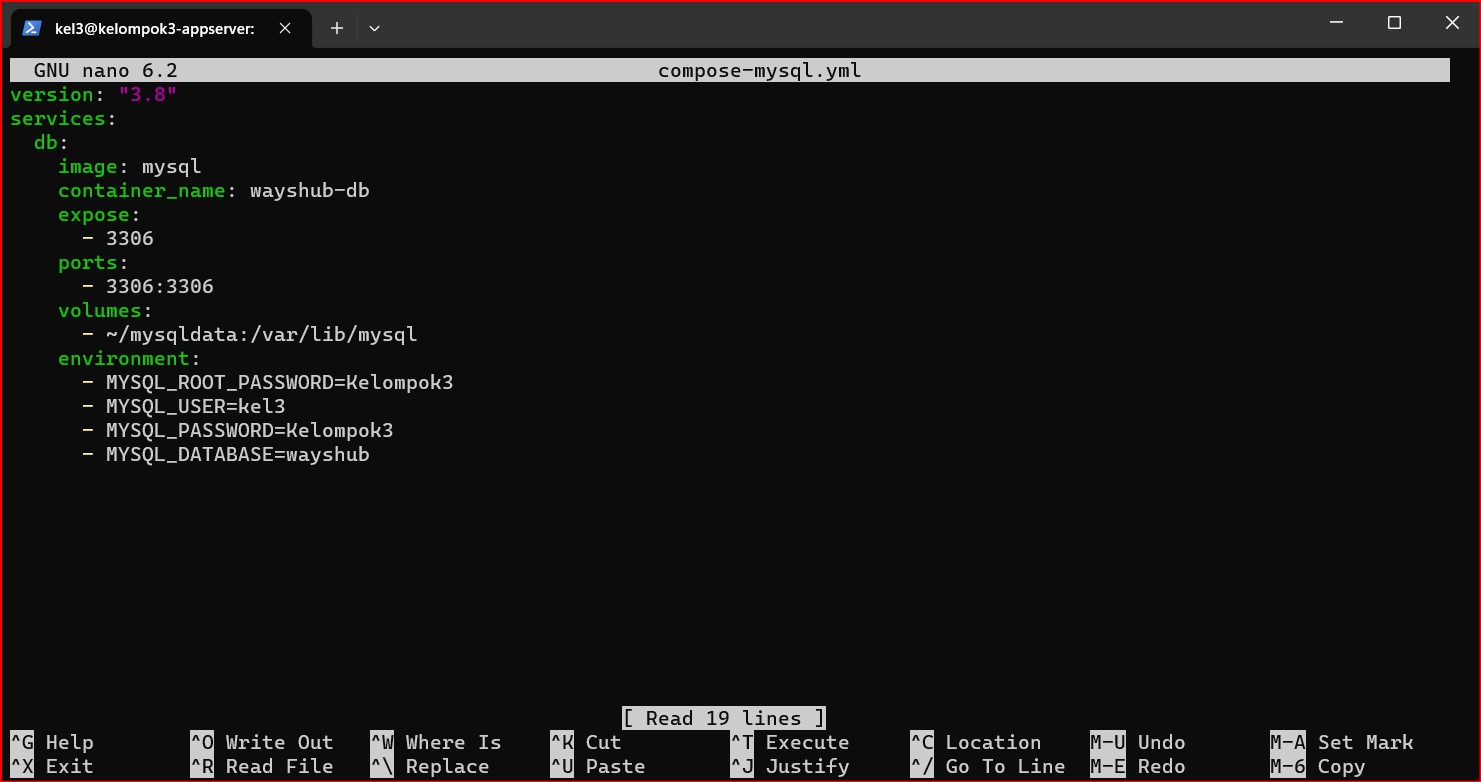 kel3@kelompok3-appserver:
GNU nano 6.2 compose-mysql.yml
version: "3.8"
services:
  db:
    image: mysql
    container_name: wayshub-db
    expose:
      - 3306
    ports:
      - 3306:3306
    volumes:
      - ~/mysqldata:/var/lib/mysql
    environment:
      - MYSQL_ROOT_PASSWORD=Kelompok3
      - MYSQL_USER=kel3
      - MYSQL_PASSWORD=Kelompok3
      - MYSQL_DATABASE=wayshub
[ Read 19 lines ]
^G Help ^O Write Out ^W Where Is ^K Cut ^T Execute ^C Location M-U Undo M-A Set Mark
^X Exit ^R Read File ^\ Replace ^U Paste ^J Justify ^/ Go To Line M-E Redo M-6 Copy